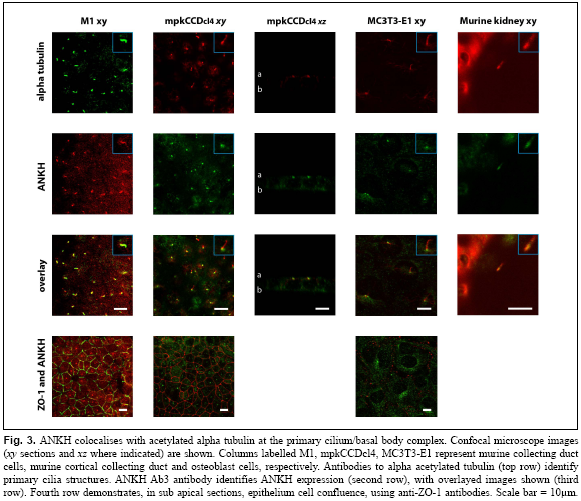 M1 xy
mpkCCDcl4 xy
mpkCCDcl4 xz
MC3T3-E1 xy
Murine kidney xy
alpha tubulin
a
b
ANKH
a
b
overlay
a
b
ZO-1 and ANKH
Fig. 3. ANKH colocalises with acetylated alpha tubulin at the primary cilium/basal body complex. Confocal microscope images
(xy sections and xz where indicated) are shown. Columns labelled M1, mpkCCDcl4, MC3T3-E1 represent murine collecting duct
cells, murine cortical collecting duct and osteoblast cells, respectively. Antibodies to alpha acetylated tubulin (top row) identify
primary cilia structures. ANKH Ab3 antibody identifies ANKH expression (second row), with overlayed images shown (third
row). Fourth row demonstrates, in sub apical sections, epithelium cell confluence, using anti-ZO-1 antibodies. Scale bar = 10μm